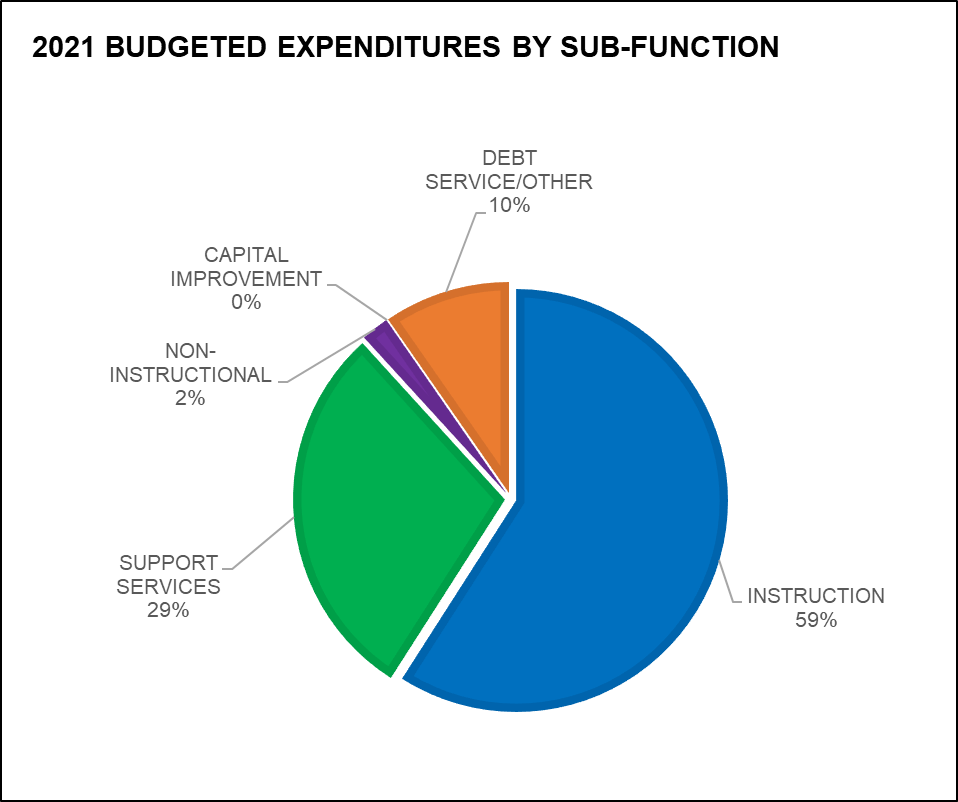 2021 BUDGETED EXPENDITURES BY SUB-FUNCTION
DEBT
SERVICE/OTHER
10%
CAPITAL
IMPROVEMENT
0%
NON-
INSTRUCTIONAL
2%
SUPPORT
SERVICES
29%
INSTRUCTION
59%